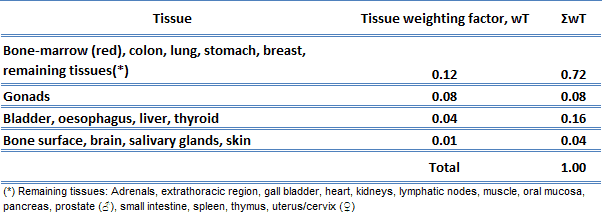 Tissue Tissue weighting factor, wT ΣwT
Bone-marrow (red), colon, lung, stomach, breast,
remaining tissues(*) 0.12 0.72
Gonads 0.08 0.08
Bladder, oesophagus, liver, thyroid 0.04 0.16
Bone surface, brain, salivary glands, skin 0.01 0.04
Total 1.00
(*) Remaining tissues: Adrenals, extrathoracic region, gall bladder, heart, kidneys, lymphatic nodes, muscle, oral mucosa,
pancreas, prostate (♂), small intestine, spleen, thymus, uterus/cervix (♀)